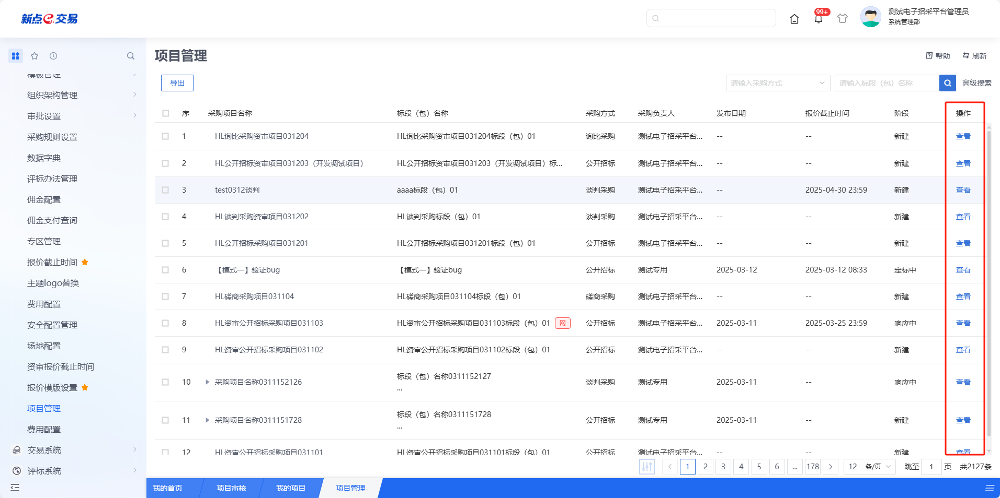 新点e交易
99+
测试电子招采平台管理员
系统管理部
模板管理
组织架构管理
审批设置
采购规则设置
数据字典
评标办法管理
佣金配置
佣金支付查询
专区管理
报价截止时间
主题logo替换
费用配置
安全配置管理
场地配置
资审报价截止时间
报价模版设置
项目管理
费用配置
交易系统
评标系统
项目管理
帮助 刷新
导出
请输入采购方式 请输入标段（包）名称 高级搜索
序 采购项目名称 标段（包）名称 采购方式 采购负责人 发布日期 报价截止时间 阶段 操作
1 HL询比采购资审项目031204 HL询比采购资审项目031204标段（包）01 询比采购 测试电子招采平台... -- -- 新建 查看
2 HL公开招标资审项目031203（开发调试项目） HL公开招标资审项目031203（开发调试项目）标... 公开招标 测试电子招采平台... -- -- 新建 查看
3 test0312谈判 aaaa标段（包）01 谈判采购 测试电子招采平台... -- 2025-04-30 23:59 新建 查看
4 HL谈判采购资审项目031202 HL谈判采购标段（包）01 谈判采购 测试电子招采平台... -- -- 新建 查看
5 HL公开招标采购项目031201 HL公开招标采购项目031201标段（包）01 公开招标 测试电子招采平台... -- -- 新建 查看
6 【模式一】验证bug 【模式一】验证bug 公开招标 测试专用 2025-03-12 2025-03-12 08:33 定标中 查看
7 HL磋商采购项目031104 HL磋商采购项目031104标段（包）01 磋商采购 测试电子招采平台... -- -- 新建 查看
8 HL资审公开招标采购项目031103 HL资审公开招标采购项目031103标段（包）01 网 公开招标 测试电子招采平台... 2025-03-11 2025-03-25 23:59 响应中 查看
9 HL资审公开招标采购项目031102 HL资审公开招标采购项目031102标段（包）01 公开招标 测试电子招采平台... -- -- 新建 查看
10 采购项目名称0311152126 标段（包）名称0311152127 谈判采购 测试专用 2025-03-11 -- 响应中 查看
...
11 采购项目名称0311151728 标段（包）名称0311151728 公开招标 测试专用 2025-03-11 -- 新建 查看
...
12 HL资审公开招标采购项目031101 HL资审公开招标采购项目031101标段（包）01 公开招标 测试电子招采平台... -- -- 新建 查看
1 2 3 4 5 6 ... 178 12 条/页 跳至 1 页 共2127条
我的首页 项目审核 我的项目 项目管理